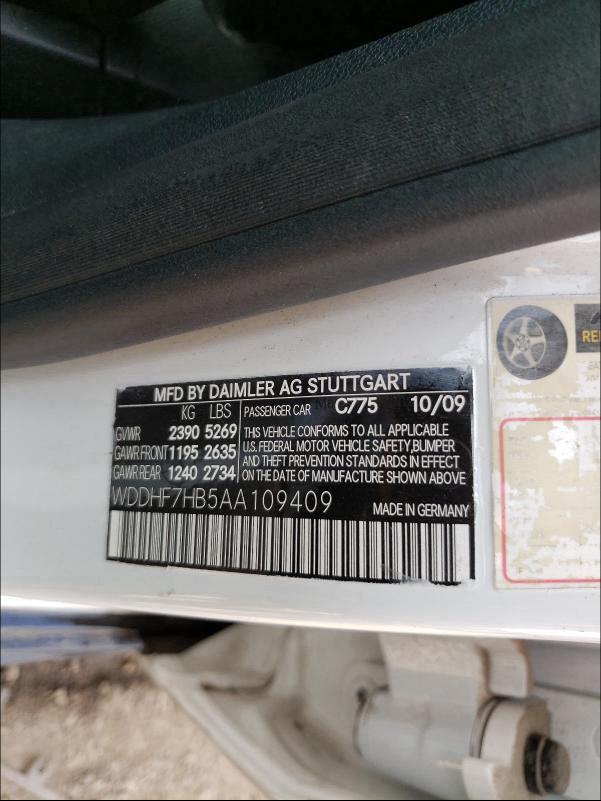 MFD BY DAIMLER AG STUTTGART
KG LBS PASSENGER CAR C775 10/09
GVWR 2390 5269
GAWR FRONT 1195 2635
GAWR REAR 1240 2734
THIS VEHICLE CONFORMS TO ALL APPLICABLE
U.S. FEDERAL MOTOR VEHICLE SAFETY,BUMPER
AND THEFT PREVENTION STANDARDS IN EFFECT
ON THE DATE OF MANUFACTURE SHOWN ABOVE
WDDHF7HB5AA109409 MADE IN GERMANY